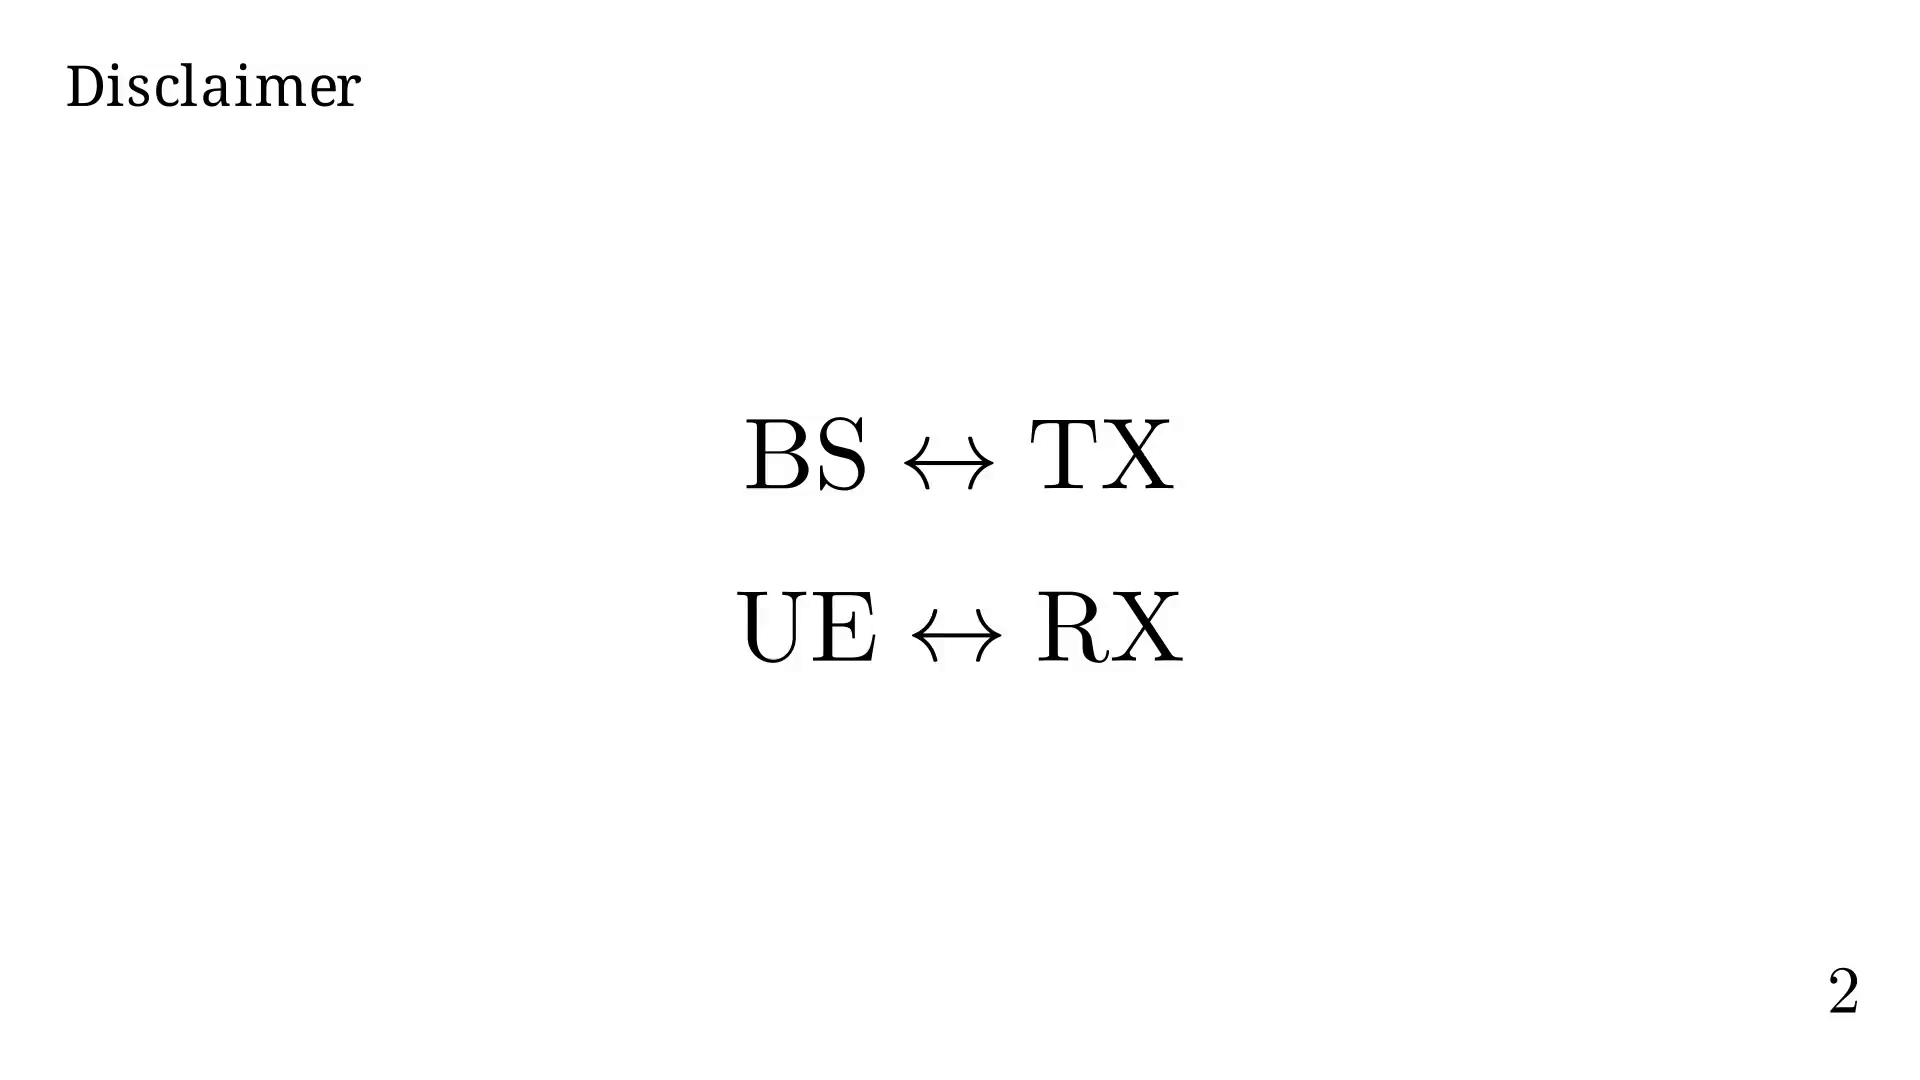 Disclaimer
BS ↔ TX
UE ↔ RX
2